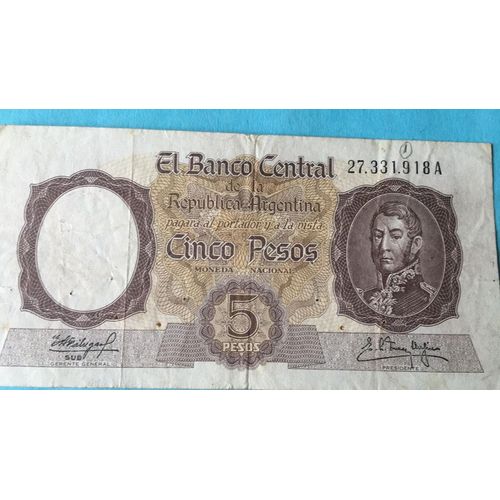 El Banco Central
27.331.918A
de la
Republica Argentina
pagará al portador y a la vista
Cinco Pesos
MONEDA NACIONAL
5
PESOS
SUB
GERENTE GENERAL
PRESIDENTE